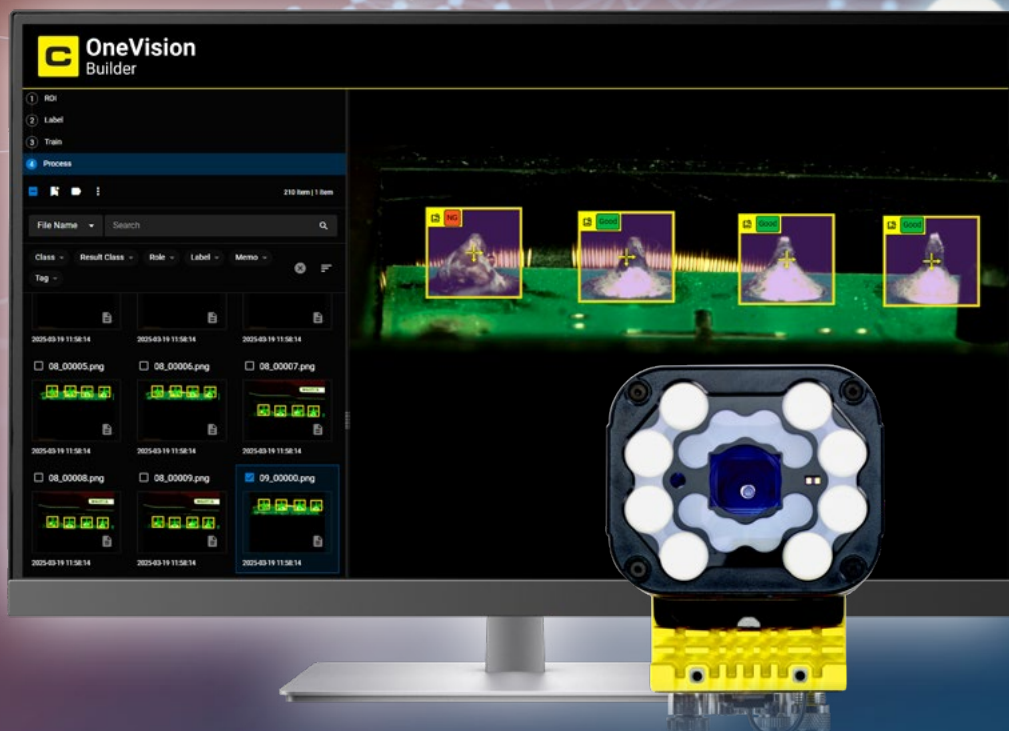 C OneVision
Builder
1 ROI
2 Label
3 Train
4 Process
210 item | 1 item
File Name Search
Class Result Class Role Label Memo
Tag
2025-03-19 11:58:14 2025-03-19 11:58:14 2025-03-19 11:58:14
08_00005.png 08_00006.png 08_00007.png
2025-03-19 11:58:14 2025-03-19 11:58:14 2025-03-19 11:58:14
08_00008.png 08_00009.png 09_00000.png
2025-03-19 11:58:14 2025-03-19 11:58:14 2025-03-19 11:58:14
NG Good Good Good